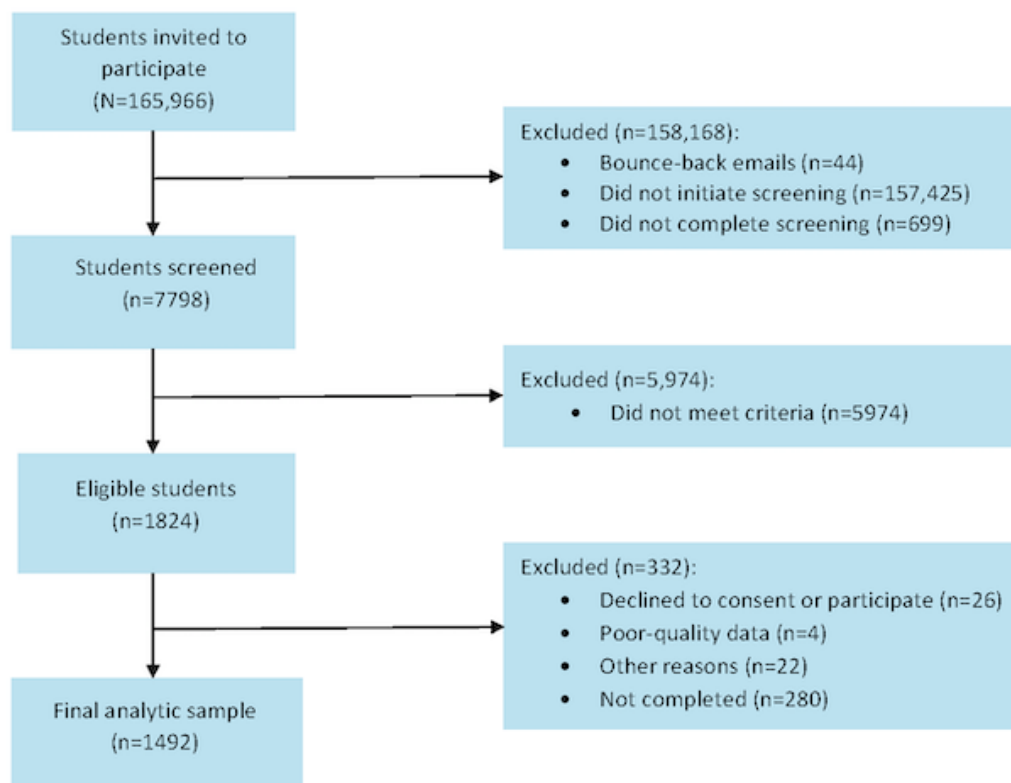 Students invited to
participate
(N=165,966)
Excluded (n=158,168):
• Bounce-back emails (n=44)
• Did not initiate screening (n=157,425)
• Did not complete screening (n=699)
Students screened
(n=7798)
Excluded (n=5,974):
• Did not meet criteria (n=5974)
Eligible students
(n=1824)
Excluded (n=332):
• Declined to consent or participate (n=26)
• Poor-quality data (n=4)
• Other reasons (n=22)
• Not completed (n=280)
Final analytic sample
(n=1492)